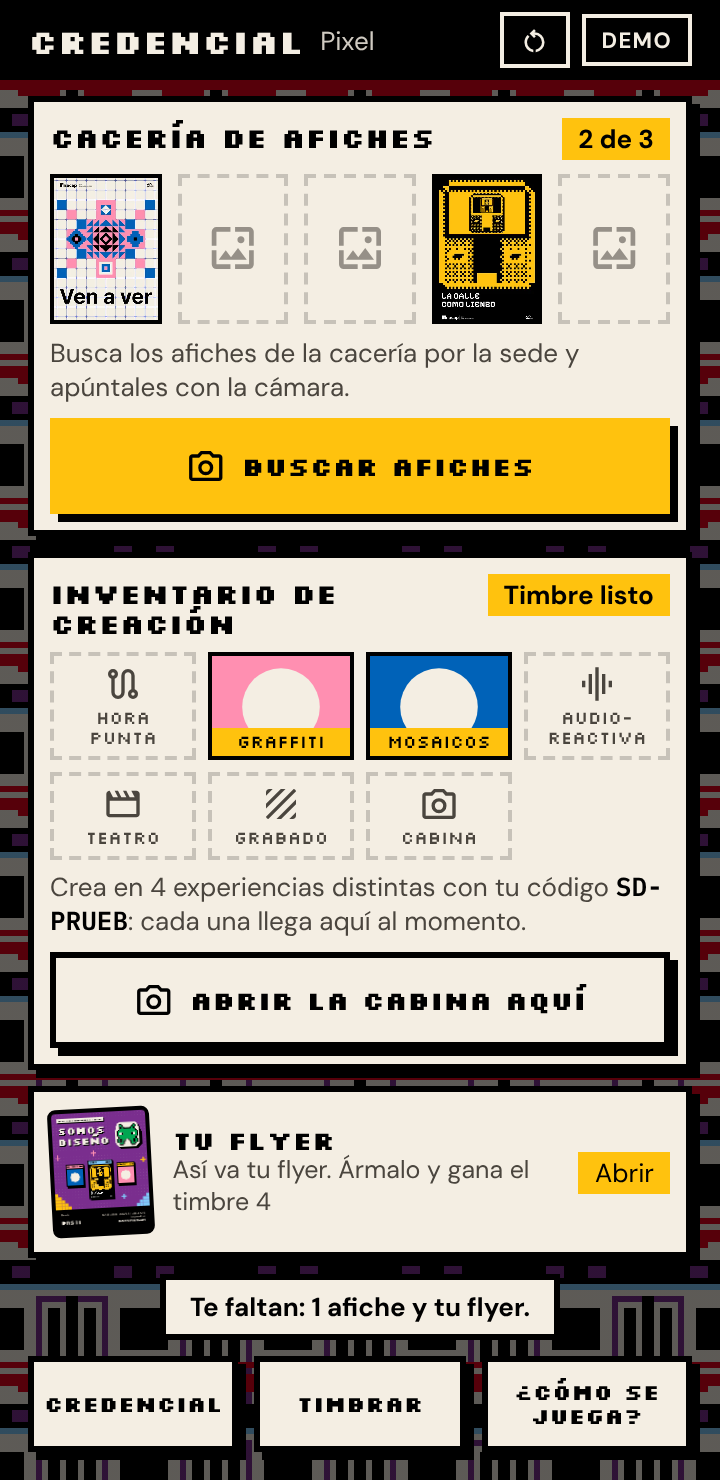 CREDENCIAL Pixel DEMO
CACERÍA DE AFICHES 2 de 3
Ven a ver
LA CALLE
COMO LIENZO
Busca los afiches de la cacería por la sede y
apúntales con la cámara.
BUSCAR AFICHES
INVENTARIO DE
CREACIÓN
Timbre listo
HORA
PUNTA
GRAFFITI
MOSAICOS
AUDIO-
REACTIVA
TEATRO
GRABADO
CABINA
Crea en 4 experiencias distintas con tu código SD-
PRUEB: cada una llega aquí al momento.
ABRIR LA CABINA AQUÍ
SOMOS
DISEÑO
TU FLYER
Así va tu flyer. Ármalo y gana el
timbre 4
Abrir
Te faltan: 1 afiche y tu flyer.
CREDENCIAL
TIMBRAR
¿CÓMO SE
JUEGA?